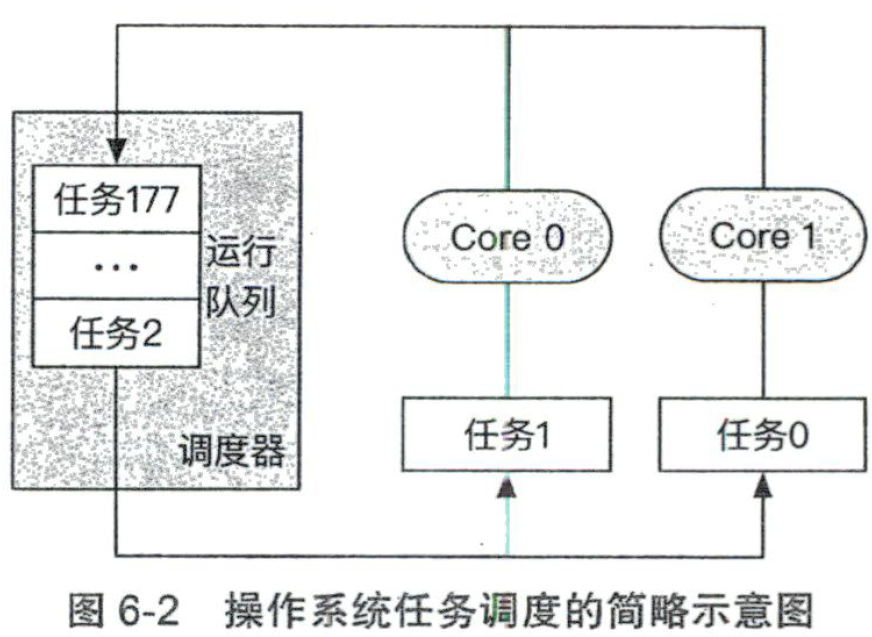 任务177
...
任务2
运行
队列
调度器
Core 0
Core 1
任务1
任务0
图 6-2 操作系统任务调度的简略示意图